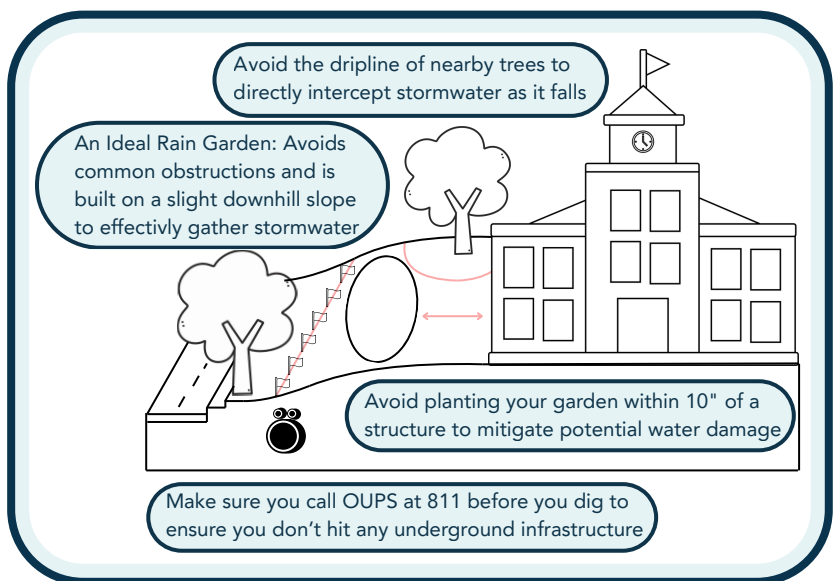 Avoid the dripline of nearby trees to
directly intercept stormwater as it falls
An Ideal Rain Garden: Avoids
common obstructions and is
built on a slight downhill slope
to effectivly gather stormwater
Avoid planting your garden within 10" of a
structure to mitigate potential water damage
Make sure you call OUPS at 811 before you dig to
ensure you don't hit any underground infrastructure